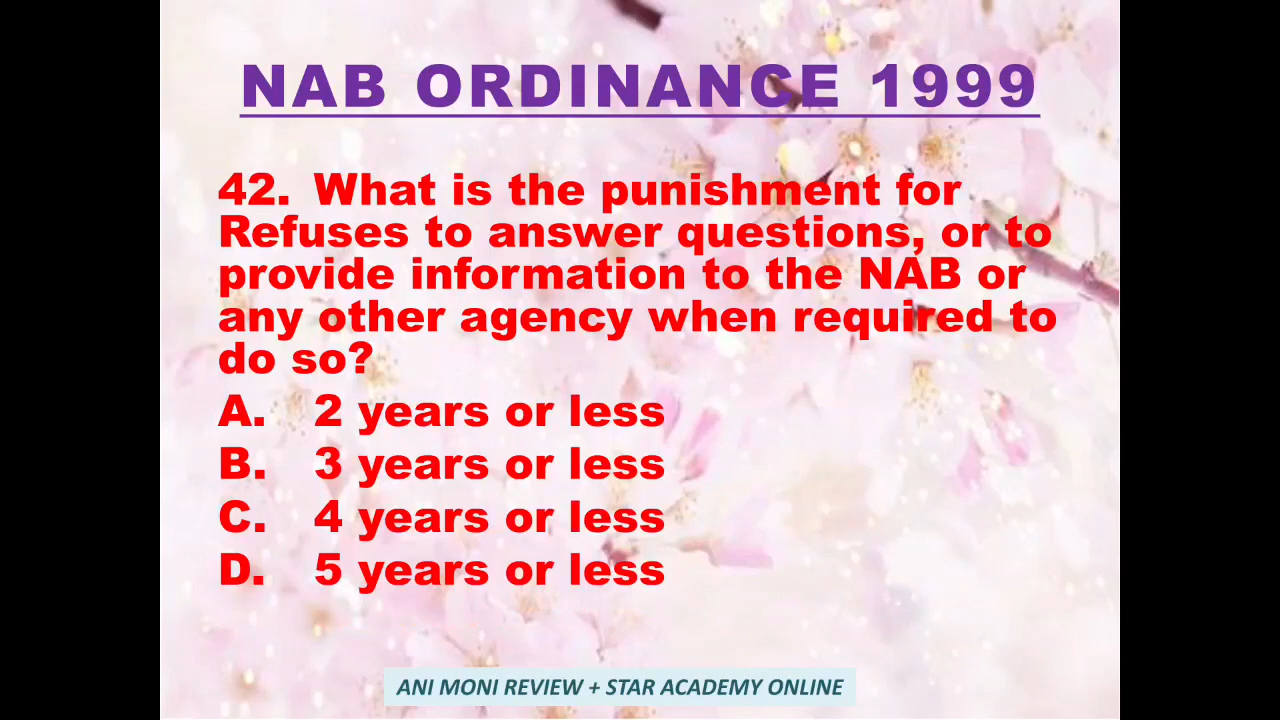 NAB ORDINANCE 1999
42. What is the punishment for
Refuses to answer questions, or to
provide information to the NAB or
any other agency when required to
do so?
A. 2 years or less
B. 3 years or less
C. 4 years or less
D. 5 years or less
ANI MONI REVIEW + STAR ACADEMY ONLINE